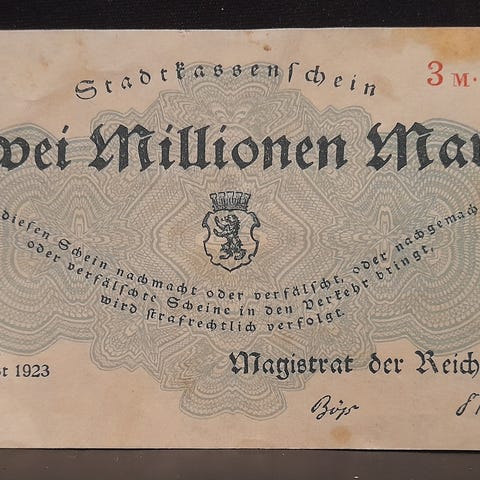 Stadtkassenschein
3 M.
wei Millionen Mar
diesen Schein nachmacht oder verfälscht, oder nachgemach
oder verfälschte Scheine in den Verkehr bringt,
wird strafrechtlich verfolgt.
st 1923
Magistrat der Reich